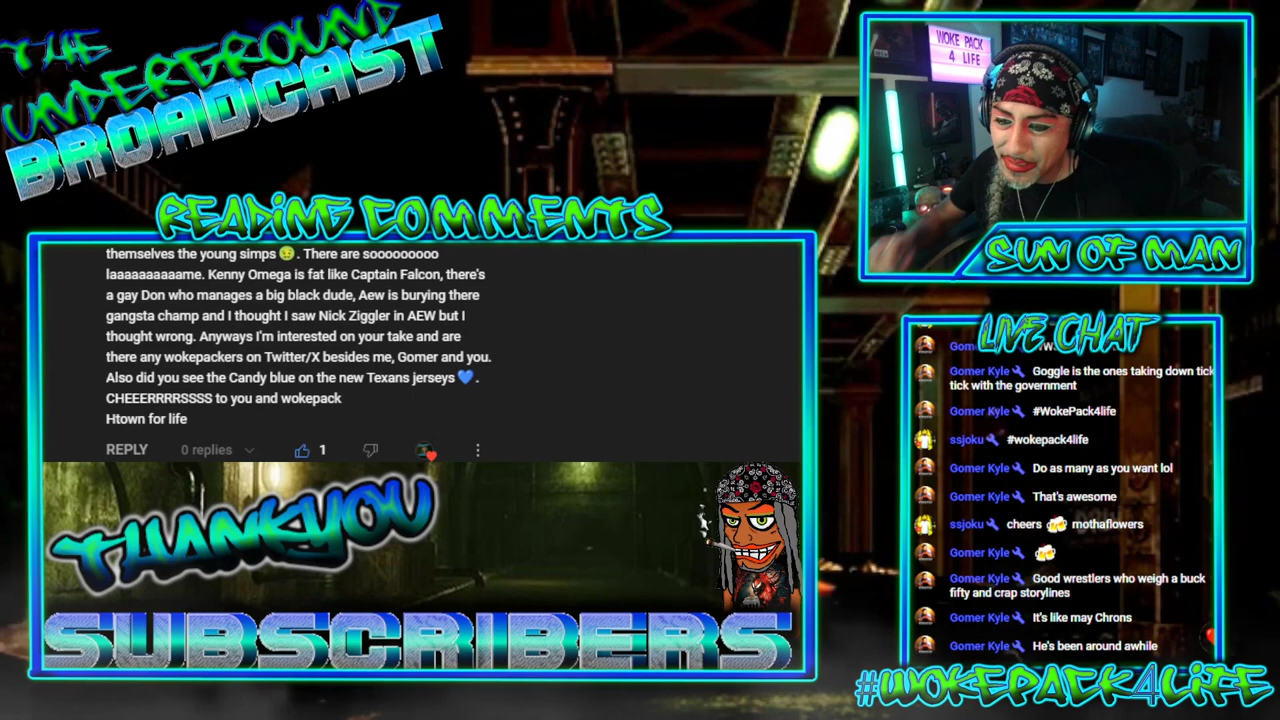 THE
UNDERGROUND
BROADCAST
READING COMMENTS
themselves the young simps 🤢. There are sooooooooo
laaaaaaaaame. Kenny Omega is fat like Captain Falcon, there's
a gay Don who manages a big black dude, Aew is burying there
gangsta champ and I thought I saw Nick Ziggler in AEW but I
thought wrong. Anyways I'm interested on your take and are
there any wokepackers on Twitter/X besides me, Gomer and you.
Also did you see the Candy blue on the new Texans jerseys 💙.
CHEEERRRRSSSS to you and wokepack
Htown for life
REPLY 0 replies 1
THANKYOU
SUBSCRIBERS
WOKE PACK
4 LIFE
SUN OF MAN
LIVE CHAT
Gomer Kyle Goggle is the ones taking down tick
tick with the government
Gomer Kyle #WokePack4life
ssjoku #wokepack4life
Gomer Kyle Do as many as you want lol
Gomer Kyle That's awesome
ssjoku cheers 🍻 mothaflowers
Gomer Kyle 🍻
Gomer Kyle Good wrestlers who weigh a buck
fifty and crap storylines
Gomer Kyle It's like may Chrons
Gomer Kyle He's been around awhile
#WOKEPACK4LIFE